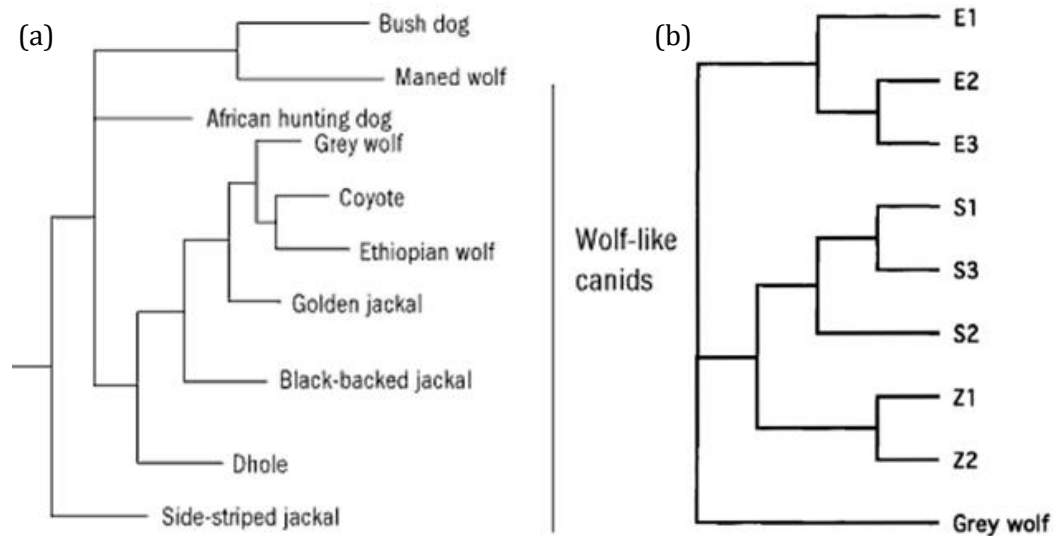 (a)
Bush dog
Maned wolf
African hunting dog
Grey wolf
Coyote
Ethiopian wolf
Golden jackal
Black-backed jackal
Dhole
Side-striped jackal
Wolf-like
canids
(b)
E1
E2
E3
S1
S3
S2
Z1
Z2
Grey wolf